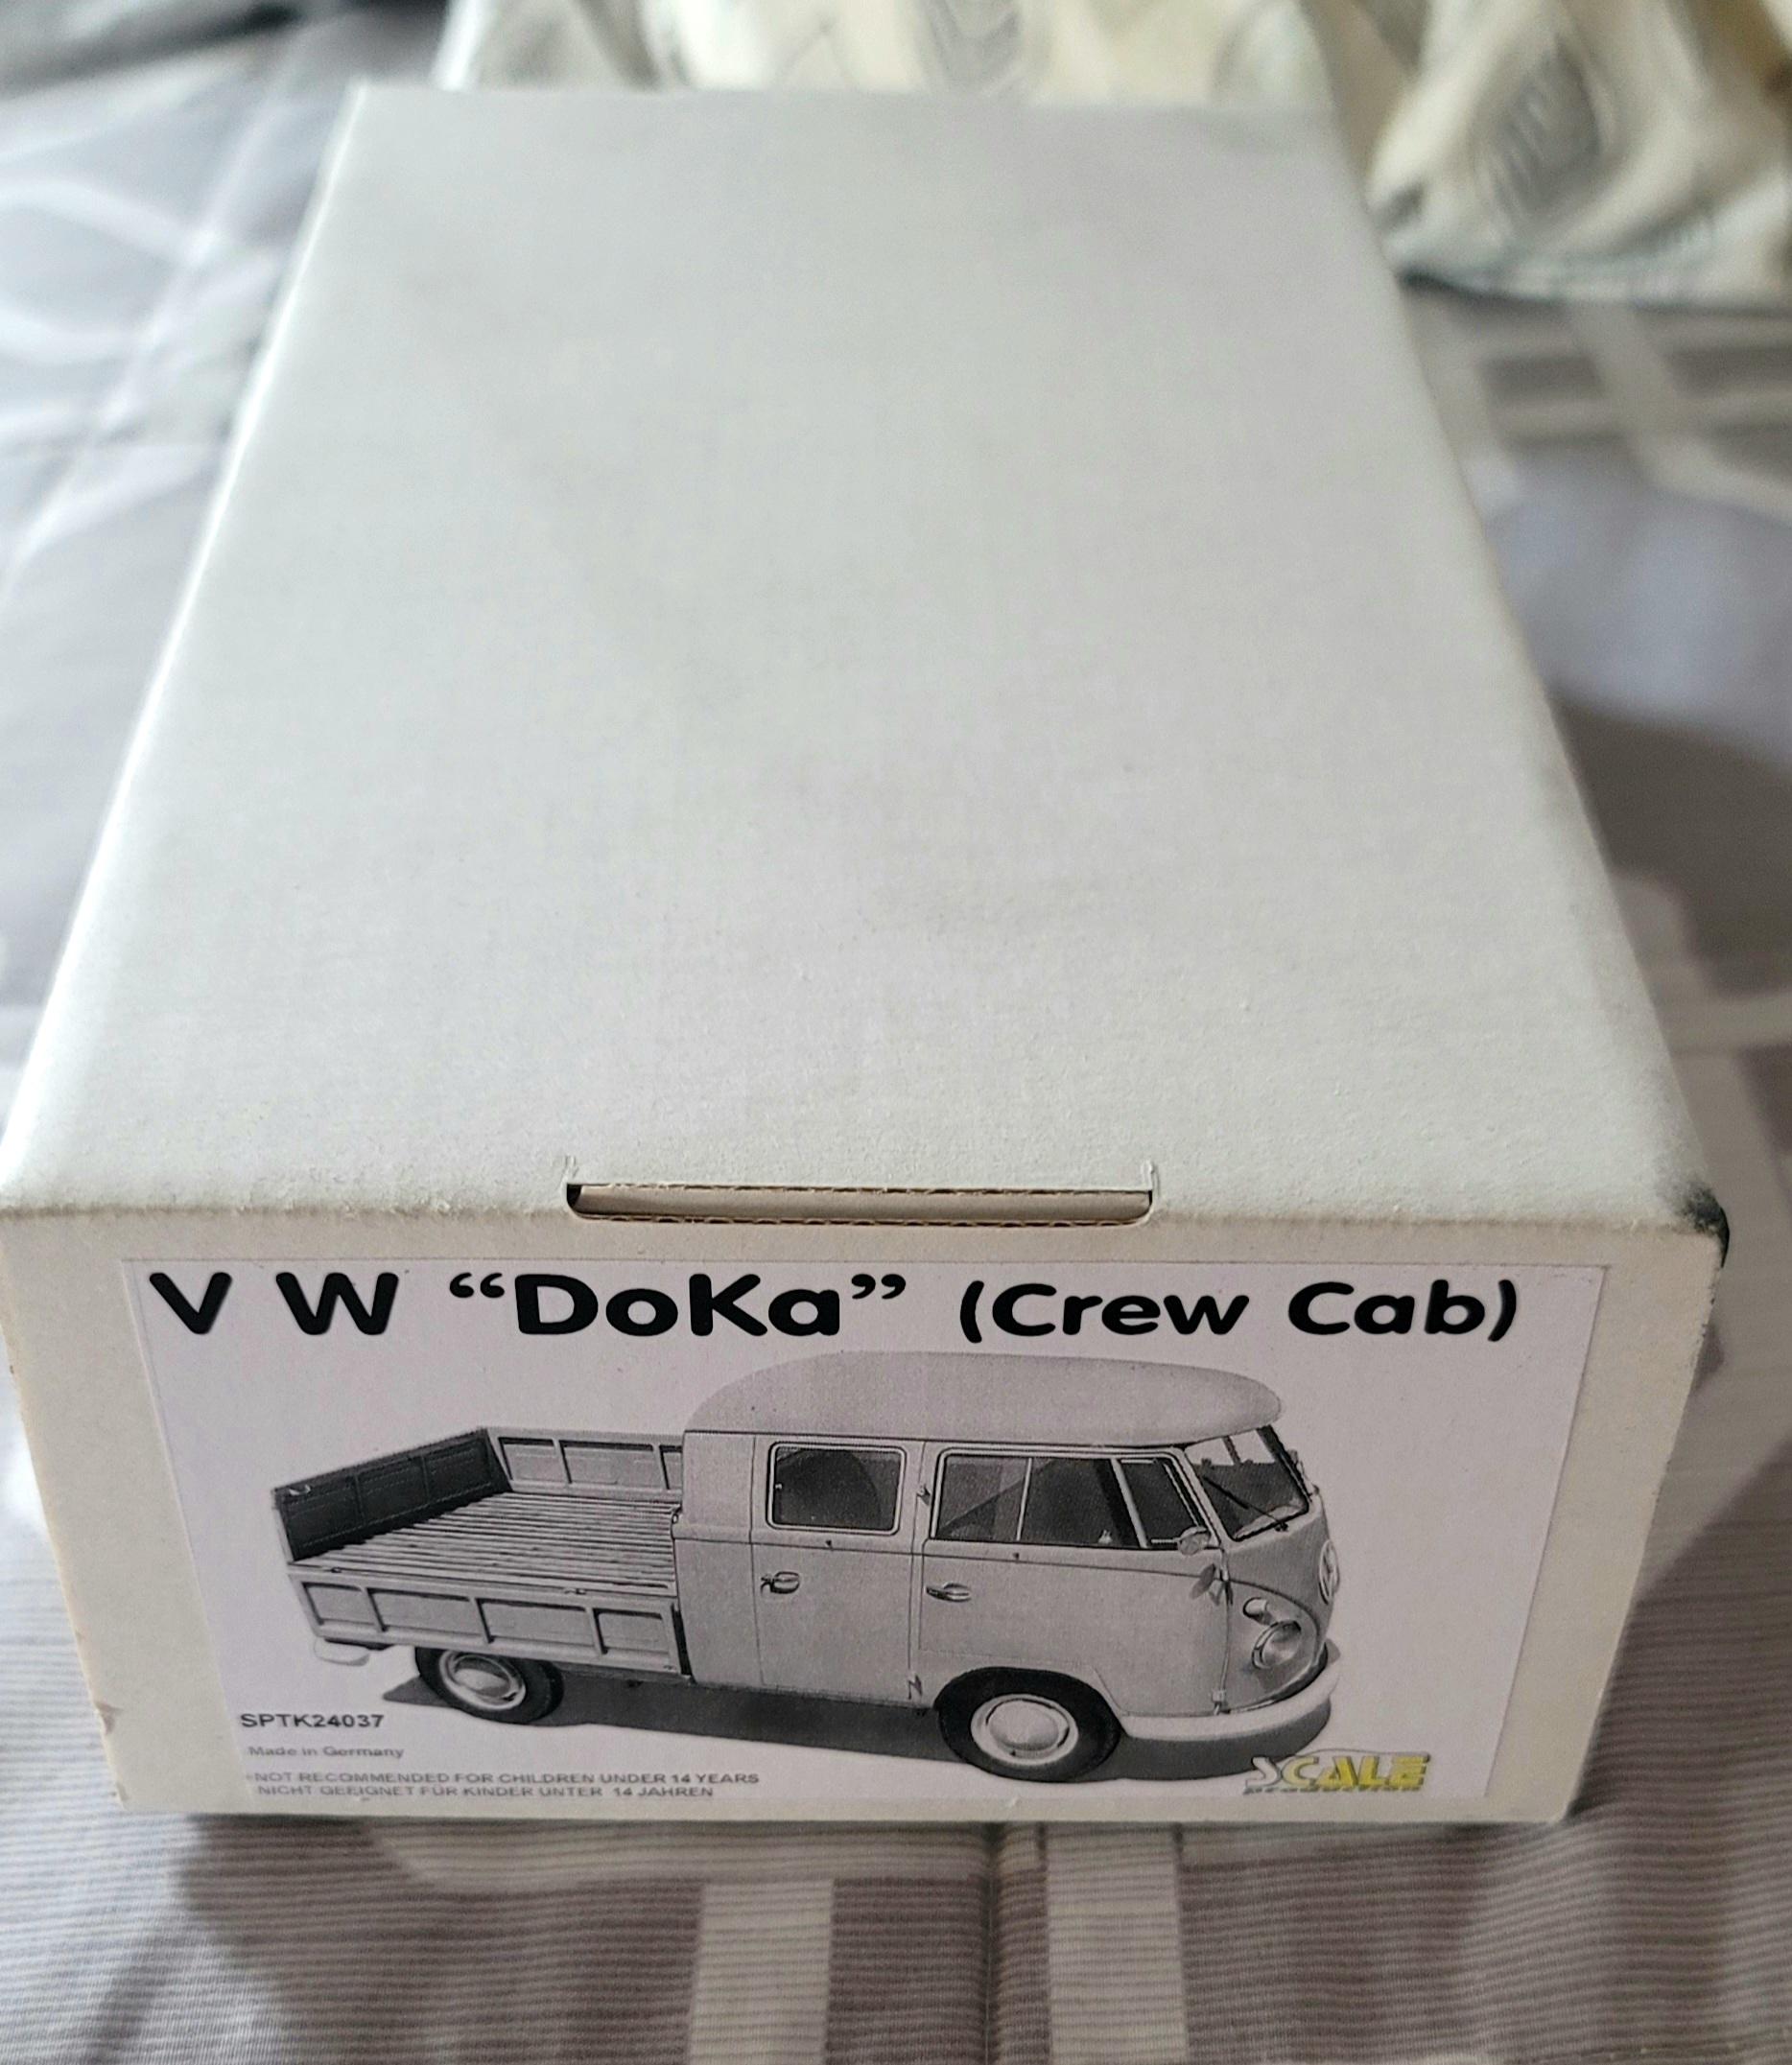 V W “DoKa” (Crew Cab)
SPTK24037
Made in Germany
NOT RECOMMENDED FOR CHILDREN UNDER 14 YEARS
NICHT GEEIGNET FÜR KINDER UNTER 14 JAHREN
SCALE
production